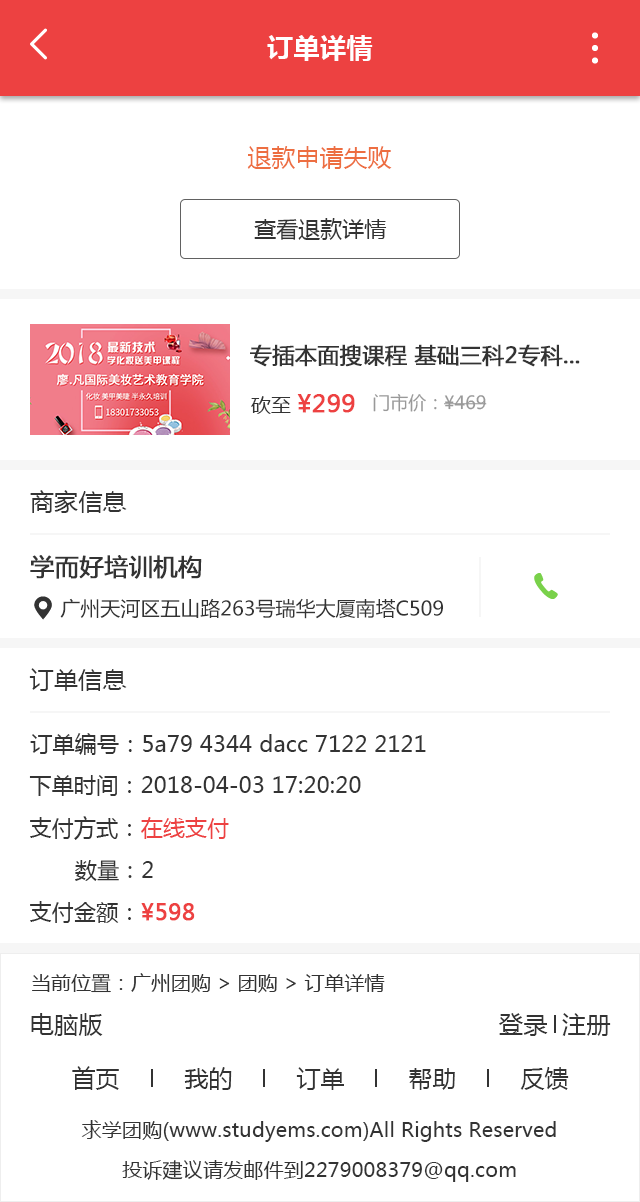 订单详情
退款申请失败
查看退款详情
2018 最新技术
学化妆送美甲课程
廖.凡国际美妆艺术教育学院
化妆 美甲美睫 半永久培训
18301733053
专插本面搜课程 基础三科2专科...
砍至 ¥299 门市价：¥469
商家信息
学而好培训机构
广州天河区五山路263号瑞华大厦南塔C509
订单信息
订单编号：5a79 4344 dacc 7122 2121
下单时间：2018-04-03 17:20:20
支付方式：在线支付
数量：2
支付金额：¥598
当前位置：广州团购 > 团购 > 订单详情
电脑版 登录|注册
首页 | 我的 | 订单 | 帮助 | 反馈
求学团购(www.studyems.com)All Rights Reserved
投诉建议请发邮件到2279008379@qq.com